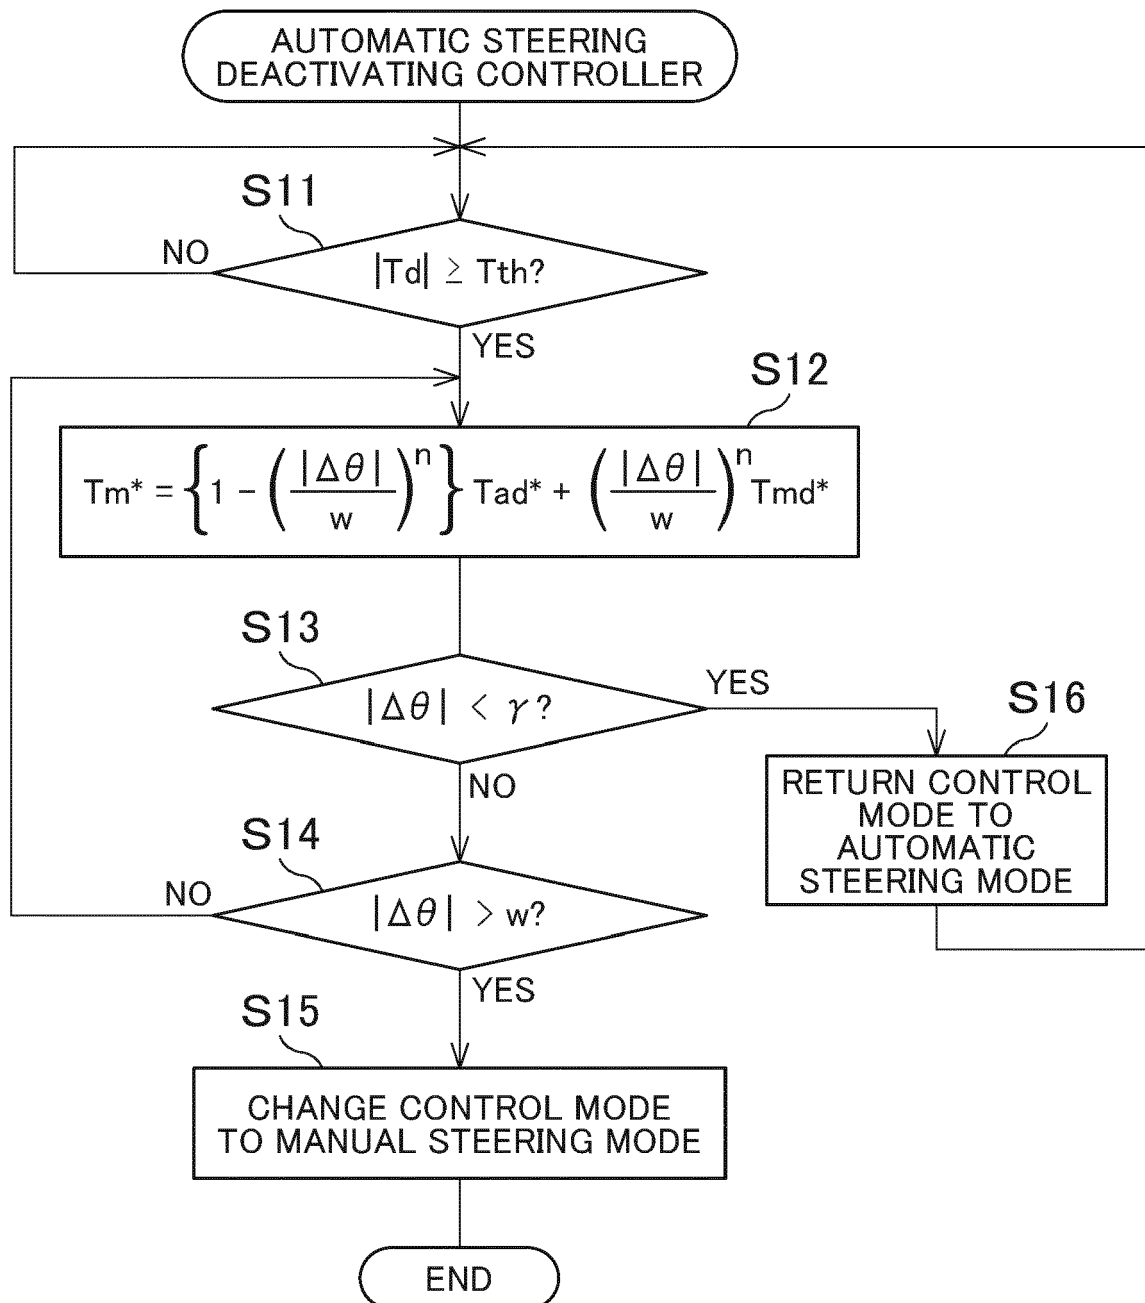 AUTOMATIC STEERING
DEACTIVATING CONTROLLER
S11
NO
|Td| ≥ Tth?
YES
S12
Tm* = {1 - (|Δθ|/w)^n} Tad* + (|Δθ|/w)^n Tmd*
S13
|Δθ| < γ?
YES
NO
S16
RETURN CONTROL
MODE TO
AUTOMATIC
STEERING MODE
S14
NO
|Δθ| > w?
YES
S15
CHANGE CONTROL MODE
TO MANUAL STEERING MODE
END